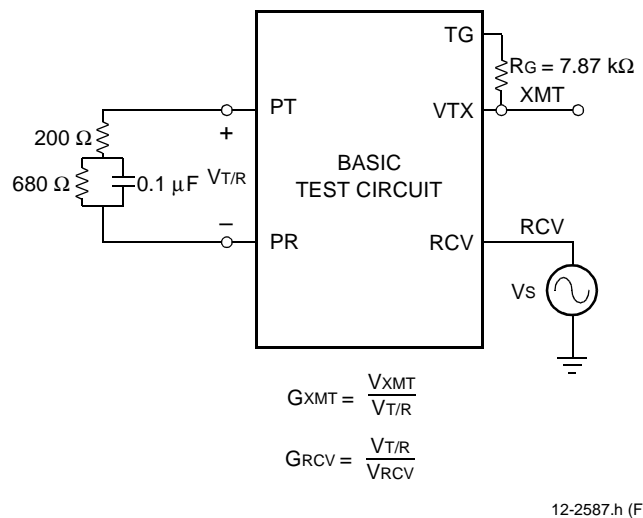 TG
RG = 7.87 kΩ
PT
VTX
XMT
+
200 Ω
680 Ω
0.1 μF
VT/R
BASIC
TEST CIRCUIT
–
PR
RCV
RCV
VS
GXMT = VXMT
VT/R
GRCV = VT/R
VRCV
12-2587.h (F